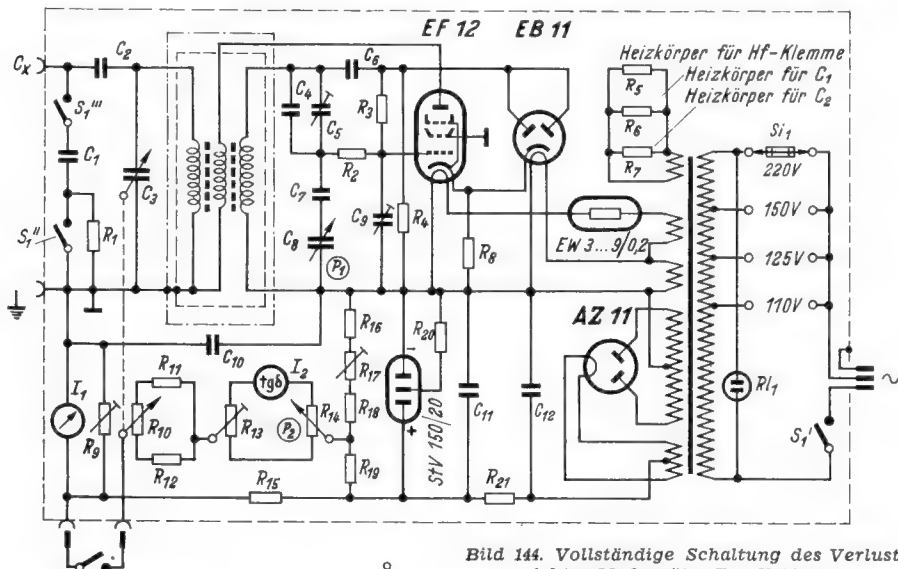 EF 12
EB 11
Cx
C2
C6
S1'''
C1
S1''
R1
C3
C4
C5
R3
R2
C7
C8
C9
R4
P1
R8
Heizkörper für Hf-Klemme
Heizkörper für C1
Heizkörper für C2
R5
R6
R7
Si1
220V
150V
125V
110V
EW 3...9/0,2
AZ 11
Rl1
S1'
~
C10
R16
R17
R18
R19
R20
I1
R9
R11
R10
R12
R13
I2
tgδ
R14
P2
R15
−
+
StV 150/20
C11
C12
R21
Bild 144. Vollständige Schaltung des Verlust